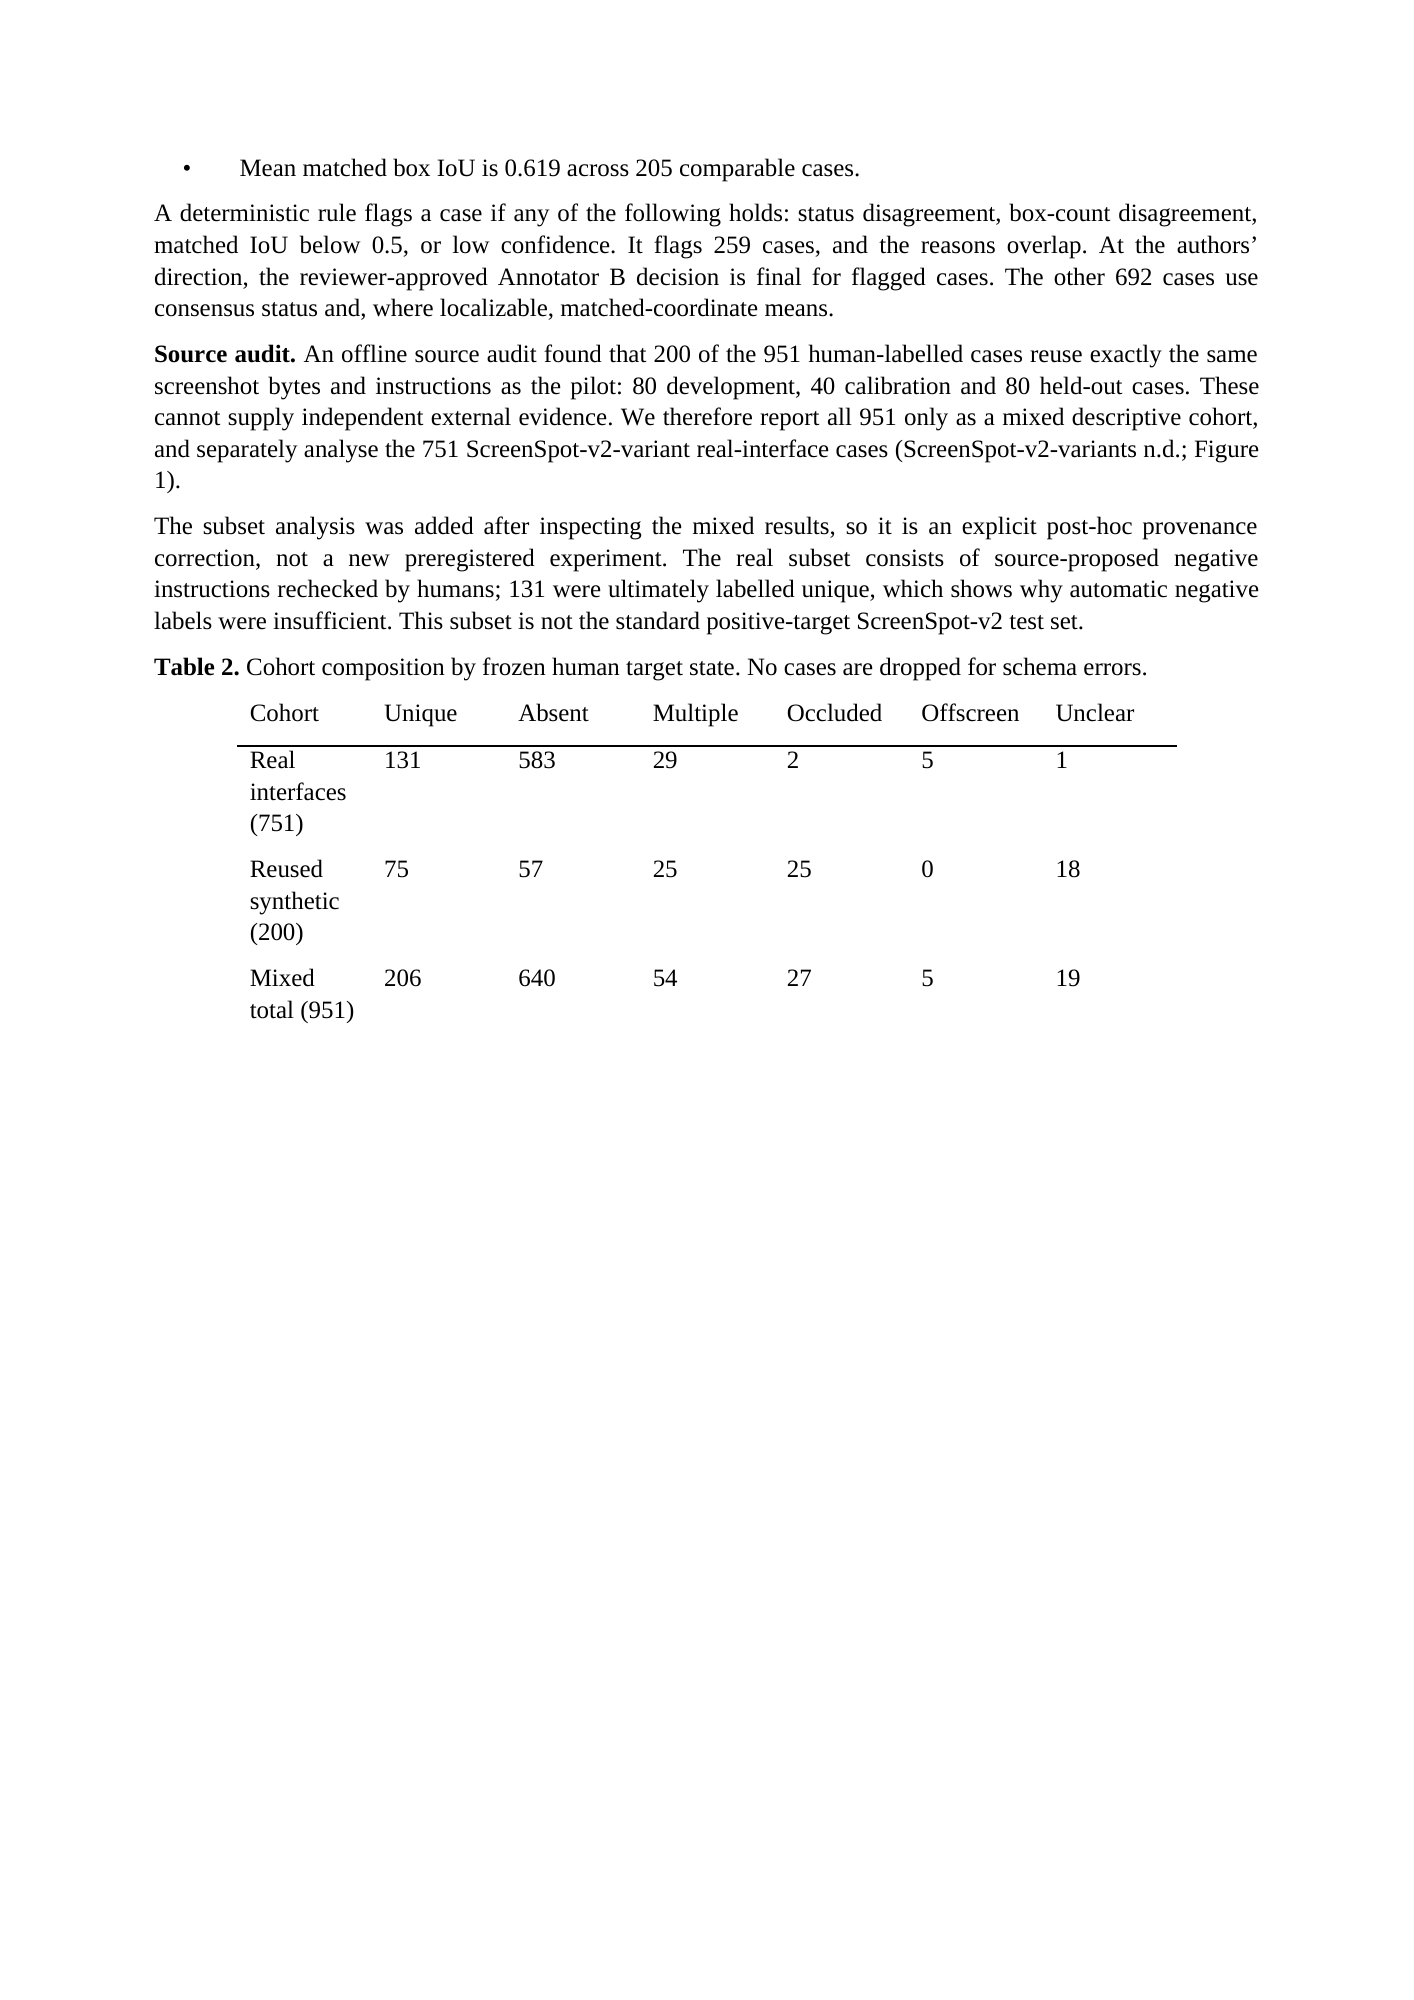 • Mean matched box IoU is 0.619 across 205 comparable cases.
A deterministic rule flags a case if any of the following holds: status disagreement, box-count disagreement,
matched IoU below 0.5, or low confidence. It flags 259 cases, and the reasons overlap. At the authors’
direction, the reviewer-approved Annotator B decision is final for flagged cases. The other 692 cases use
consensus status and, where localizable, matched-coordinate means.
Source audit. An offline source audit found that 200 of the 951 human-labelled cases reuse exactly the same
screenshot bytes and instructions as the pilot: 80 development, 40 calibration and 80 held-out cases. These
cannot supply independent external evidence. We therefore report all 951 only as a mixed descriptive cohort,
and separately analyse the 751 ScreenSpot-v2-variant real-interface cases (ScreenSpot-v2-variants n.d.; Figure
1).
The subset analysis was added after inspecting the mixed results, so it is an explicit post-hoc provenance
correction, not a new preregistered experiment. The real subset consists of source-proposed negative
instructions rechecked by humans; 131 were ultimately labelled unique, which shows why automatic negative
labels were insufficient. This subset is not the standard positive-target ScreenSpot-v2 test set.
Table 2. Cohort composition by frozen human target state. No cases are dropped for schema errors.
Cohort Unique Absent Multiple Occluded Offscreen Unclear
Real 131 583 29 2 5 1
interfaces
(751)
Reused 75 57 25 25 0 18
synthetic
(200)
Mixed 206 640 54 27 5 19
total (951)